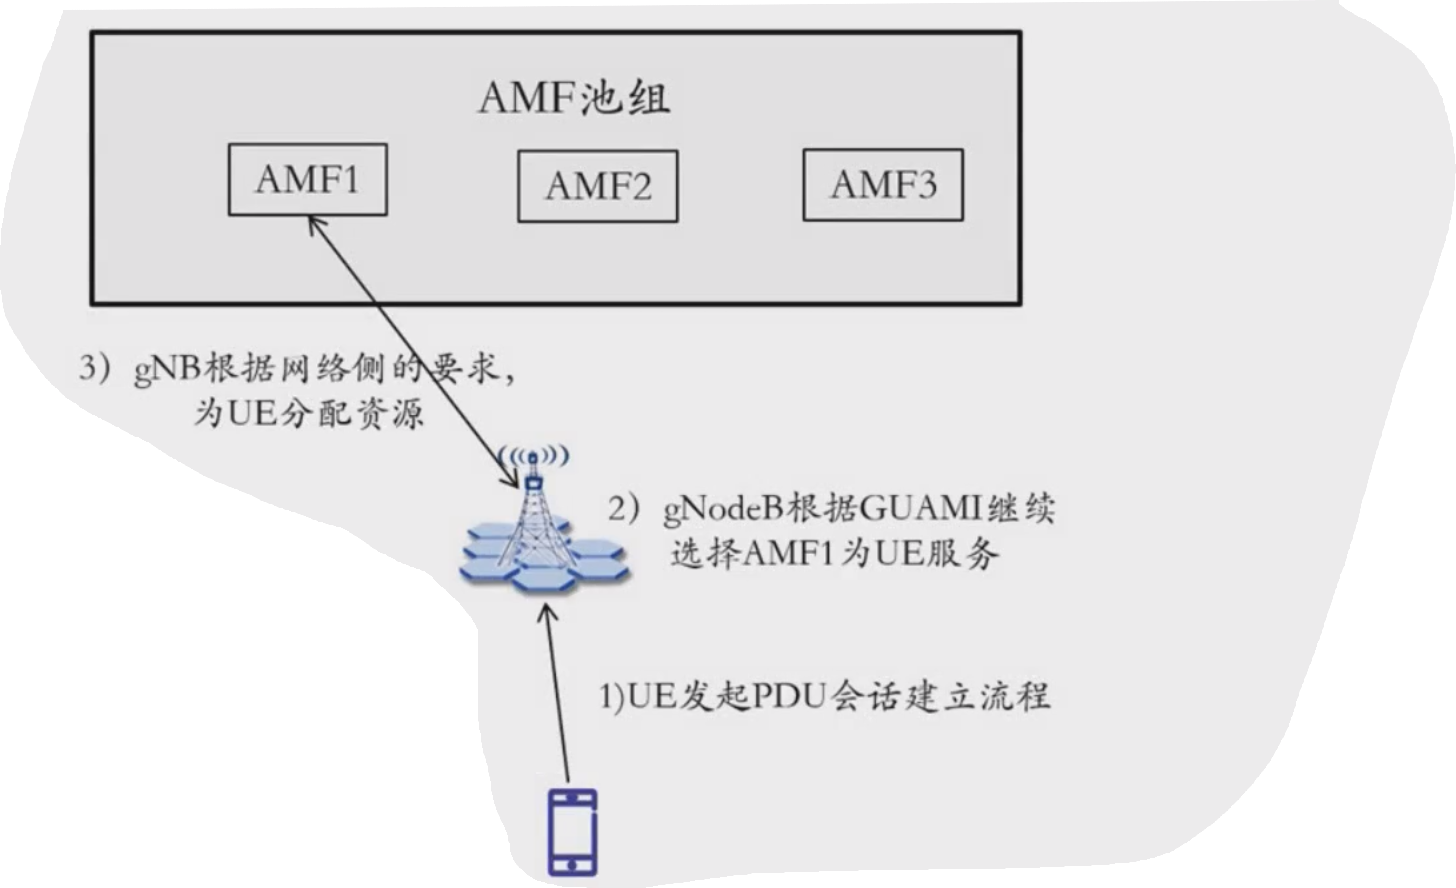 AMF池组
AMF1
AMF2
AMF3
3）gNB根据网络侧的要求，
为UE分配资源
2）gNodeB根据GUAMI继续
选择AMF1为UE服务
1)UE发起PDU会话建立流程